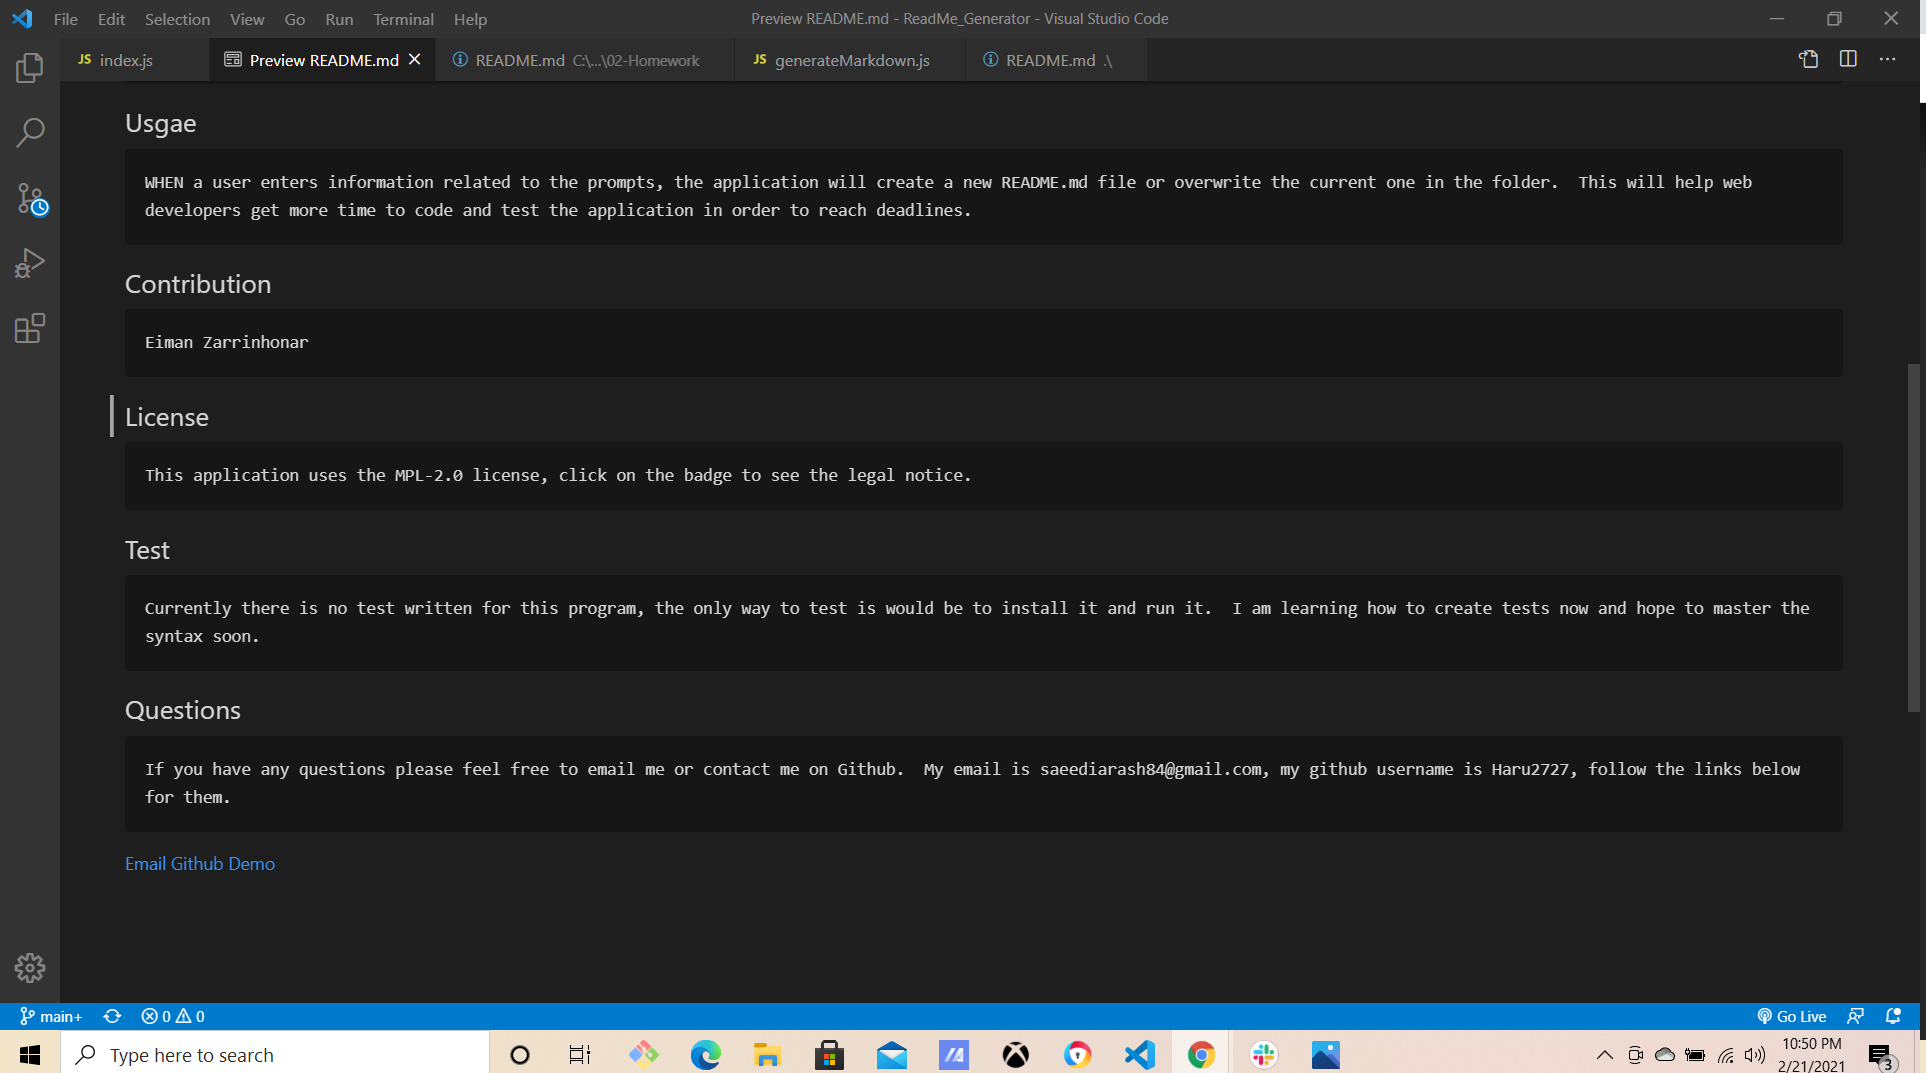 File Edit Selection View Go Run Terminal Help
Preview README.md - ReadMe_Generator - Visual Studio Code
JS index.js
Preview README.md
README.md C:\...\02-Homework
JS generateMarkdown.js
README.md .\
Usgae
WHEN a user enters information related to the prompts, the application will create a new README.md file or overwrite the current one in the folder.  This will help web
developers get more time to code and test the application in order to reach deadlines.
Contribution
Eiman Zarrinhonar
License
This application uses the MPL-2.0 license, click on the badge to see the legal notice.
Test
Currently there is no test written for this program, the only way to test is would be to install it and run it.  I am learning how to create tests now and hope to master the
syntax soon.
Questions
If you have any questions please feel free to email me or contact me on Github.  My email is saeediarash84@gmail.com, my github username is Haru2727, follow the links below
for them.
Email Github Demo
main+ 0 0 Go Live
Type here to search
10:50 PM
2/21/2021
3